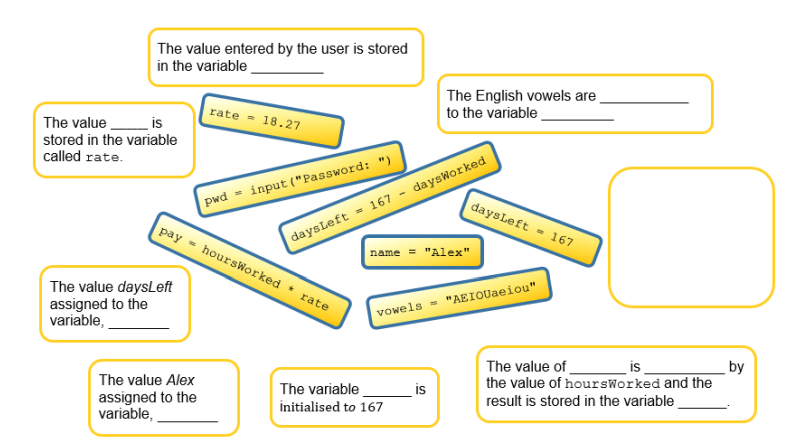 The value entered by the user is stored
in the variable _________
The English vowels are ___________
to the variable _________
The value _____ is
stored in the variable
called rate.
rate = 18.27
pwd = input("Password: ")
daysLeft = 167 - daysWorked
daysLeft = 167
pay = hoursWorked * rate
name = "Alex"
vowels = "AEIOUaeiou"
The value daysLeft
assigned to the
variable, ________
The value Alex
assigned to the
variable, ________
The variable ______ is
initialised to 167
The value of _______ is __________ by
the value of hoursWorked and the
result is stored in the variable ______.